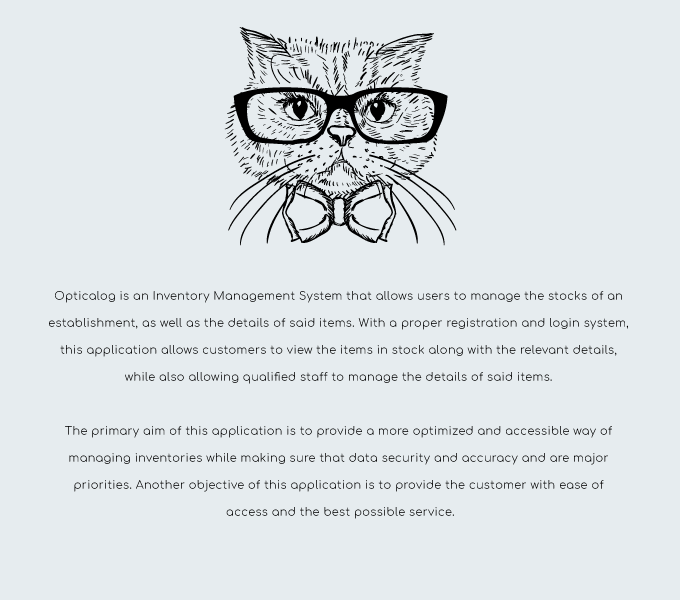 Opticalog is an Inventory Management System that allows users to manage the stocks of an
establishment, as well as the details of said items. With a proper registration and login system,
this application allows customers to view the items in stock along with the relevant details,
while also allowing qualified staff to manage the details of said items.
The primary aim of this application is to provide a more optimized and accessible way of
managing inventories while making sure that data security and accuracy and are major
priorities. Another objective of this application is to provide the customer with ease of
access and the best possible service.